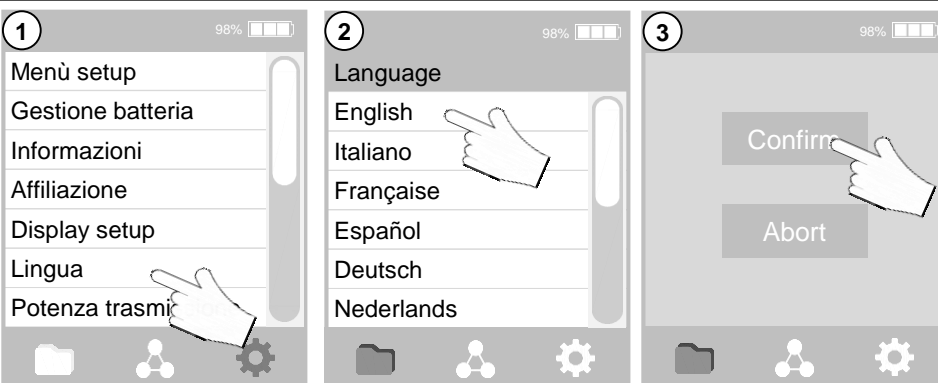 1
98%
Menù setup
Gestione batteria
Informazioni
Affiliazione
Display setup
Lingua
Potenza
2
98%
Language
English
Italiano
Française
Español
Deutsch
Nederlands
3
98%
Confirm
Abort